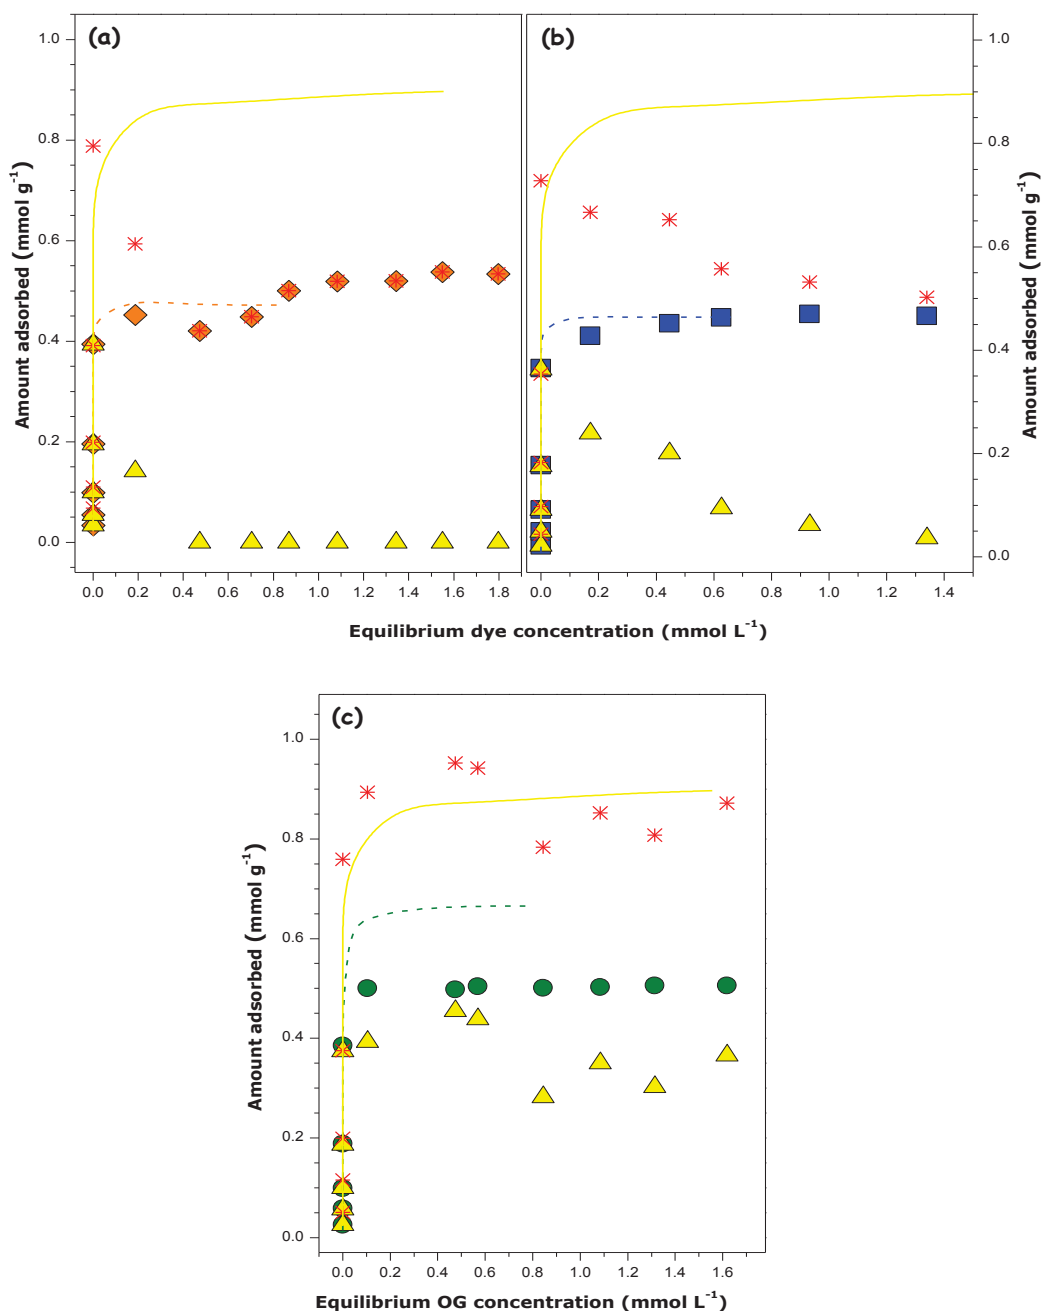 (a)
(b)
1.0
0.8
0.6
0.4
0.2
0.0
Amount adsorbed (mmol g⁻¹)
0.0 0.2 0.4 0.6 0.8 1.0 1.2 1.4 1.6 1.8
0.0 0.2 0.4 0.6 0.8 1.0 1.2 1.4
1.0
0.8
0.6
0.4
0.2
0.0
Amount adsorbed (mmol g⁻¹)
Equilibrium dye concentration (mmol L⁻¹)
(c)
1.0
0.8
0.6
0.4
0.2
0.0
Amount adsorbed (mmol g⁻¹)
0.0 0.2 0.4 0.6 0.8 1.0 1.2 1.4 1.6
Equilibrium OG concentration (mmol L⁻¹)